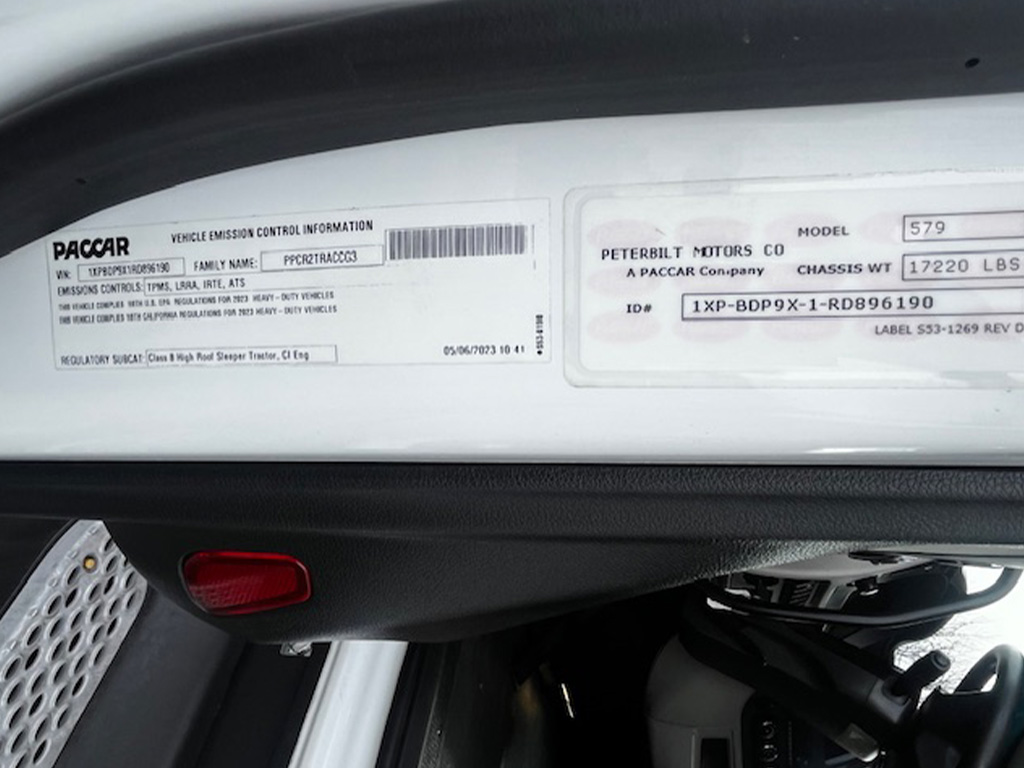 PACCAR
VEHICLE EMISSION CONTROL INFORMATION
VIN: 1XPBDP9X1RD896190 FAMILY NAME: PPCR2TRACCG3
EMISSIONS CONTROLS: TPMS, LRRA, IRTE, ATS
THIS VEHICLE COMPLIES WITH U.S. EPA REGULATIONS FOR 2023 HEAVY-DUTY VEHICLES
THIS VEHICLE COMPLIES TO CALIFORNIA REGULATIONS FOR 2023 HEAVY-DUTY VEHICLES
REGULATORY SUBCAT: Class 8 High Roof Sleeper Tractor, CI Eng
05/06/2023 10 41
PETERBILT MOTORS CO
A PACCAR Company
MODEL 579
CHASSIS WT 17220 LBS
ID# 1XP-BDP9X-1-RD896190
LABEL S53-1269 REV D